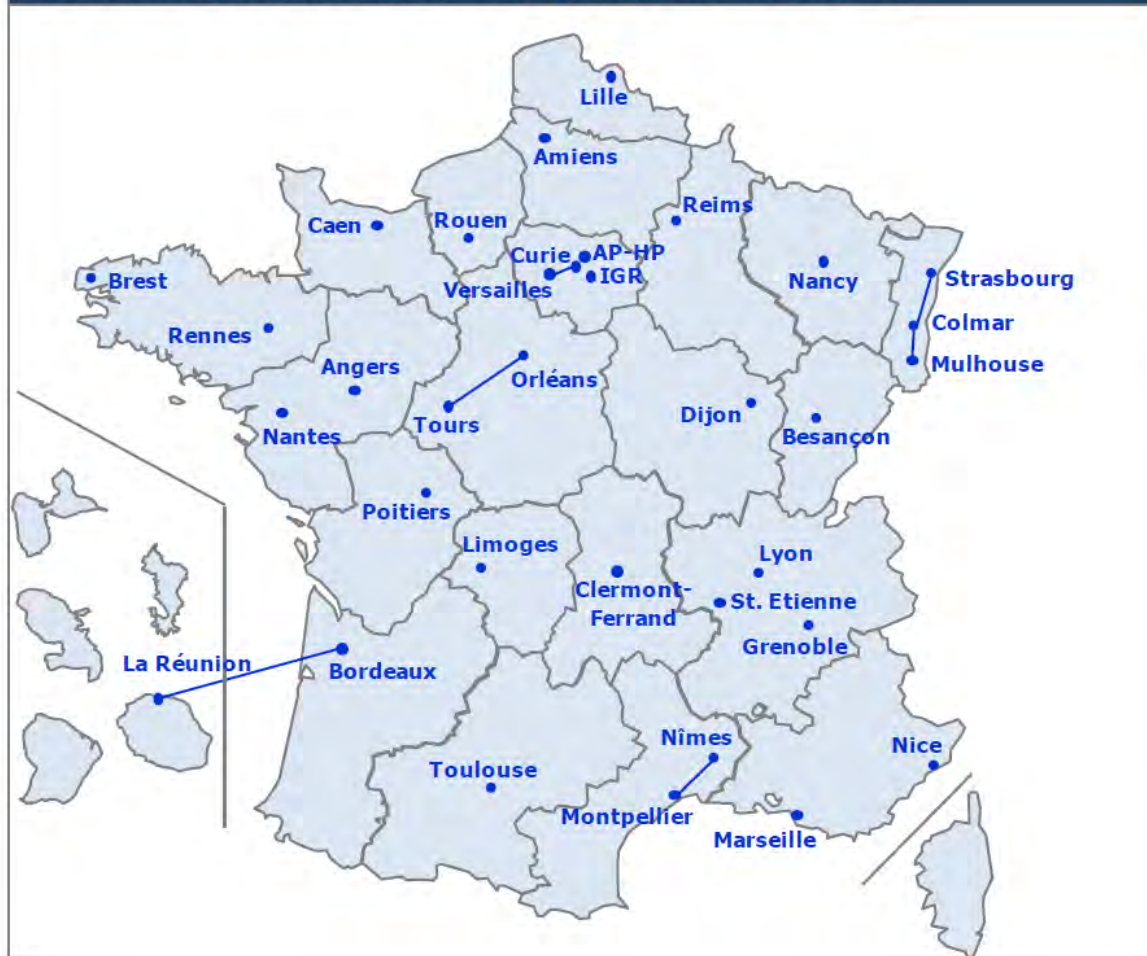 Lille
Amiens
Reims
Rouen
Caen
Curie
AP-HP
IGR
Versailles
Nancy
Strasbourg
Brest
Colmar
Rennes
Mulhouse
Angers
Orléans
Tours
Dijon
Nantes
Besançon
Poitiers
Limoges
Lyon
Clermont-
Ferrand
St. Etienne
Grenoble
La Réunion
Bordeaux
Nîmes
Nice
Toulouse
Montpellier
Marseille